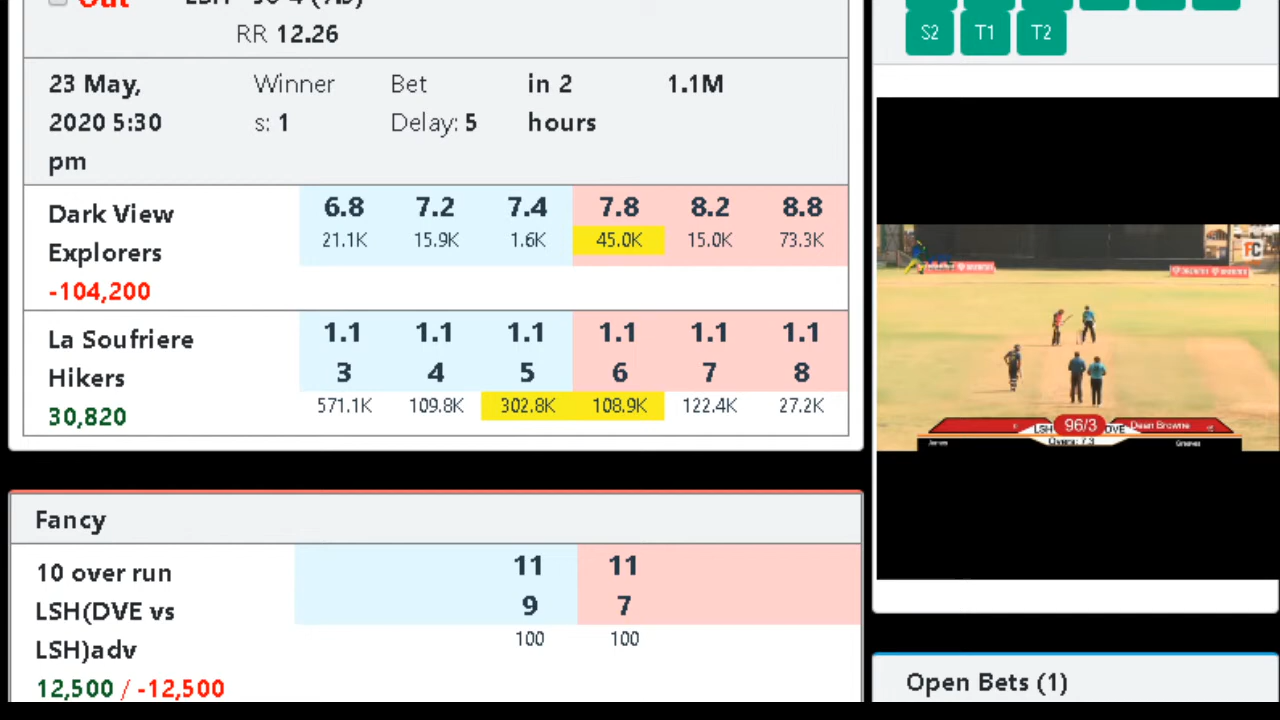 Out
RR 12.26
23 May, 2020 5:30 pm
Winner s: 1
Bet Delay: 5
in 2 hours
1.1M
Dark View Explorers
-104,200
6.8 7.2 7.4 7.8 8.2 8.8
21.1K 15.9K 1.6K 45.0K 15.0K 73.3K
La Soufriere Hikers
30,820
1.1 1.1 1.1 1.1 1.1 1.1
3 4 5 6 7 8
571.1K 109.8K 302.8K 108.9K 122.4K 27.2K
Fancy
10 over run
LSH(DVE vs
LSH)adv
12,500 / -12,500
11 11
9 7
100 100
S2 T1 T2
FC
LSH 96/3 DVE Dean Browne
Overs: 7.3
Greaves
Open Bets (1)